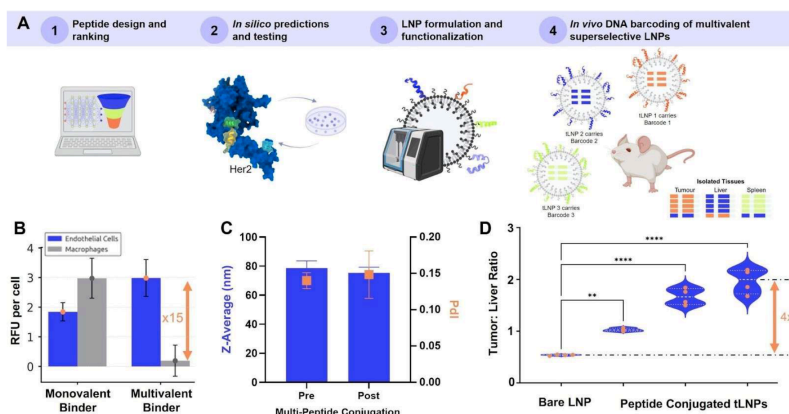 A
1
Peptide design and
ranking
2
In silico predictions
and testing
3
LNP formulation and
functionalization
4
In vivo DNA barcoding of multivalent
superselective LNPs
Her2
tLNP 1 carries
Barcode 1
tLNP 2 carries
Barcode 2
tLNP 3 carries
Barcode 3
Isolated Tissues
Tumour Liver Spleen
B
RFU per cell
4
3
2
1
0
Endothelial Cells
Macrophages
x15
Monovalent
Binder
Multivalent
Binder
C
Z-Average (nm)
100
80
60
40
20
0
0.20
0.15
0.10
0.05
0.00
PdI
Pre
Post
Multi-Peptide Conjugation
D
Tumor: Liver Ratio
3
2
1
0
****
****
**
4x
Bare LNP
Peptide Conjugated tLNPs